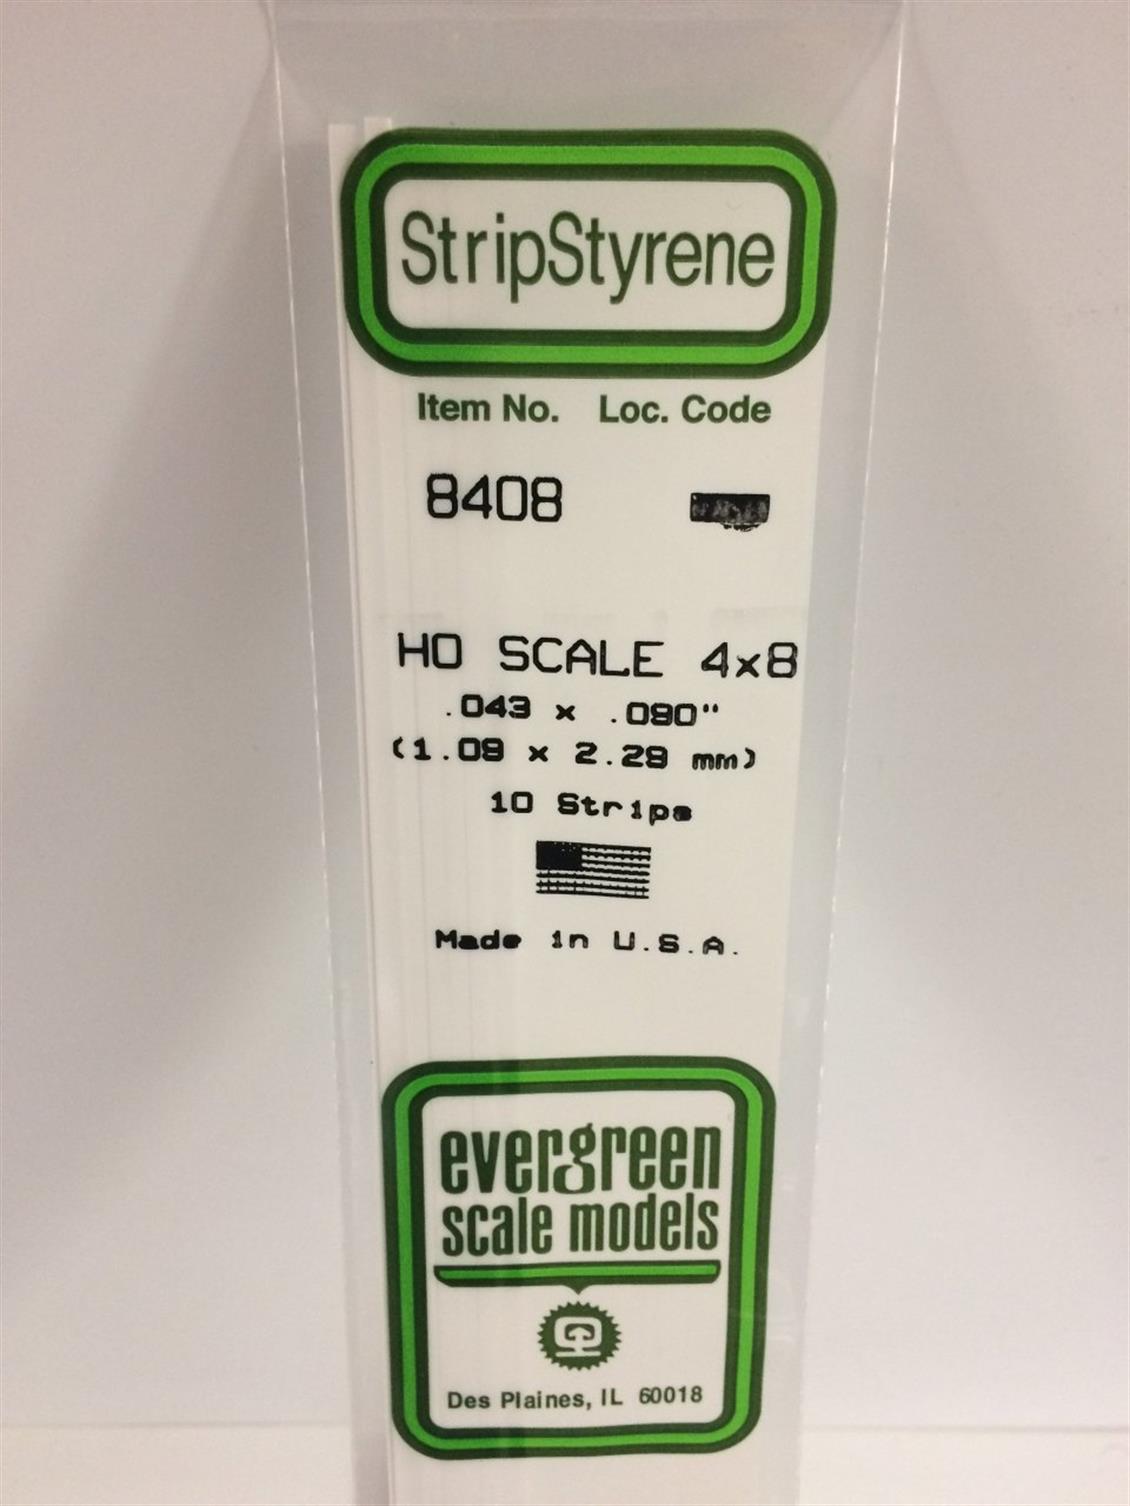 StripStyrene
Item No. Loc. Code
8408
HO SCALE 4x8
.043 x .090"
(1.09 x 2.29 mm)
10 Strips
Made in U.S.A.
evergreen
scale models
Des Plaines, IL 60018